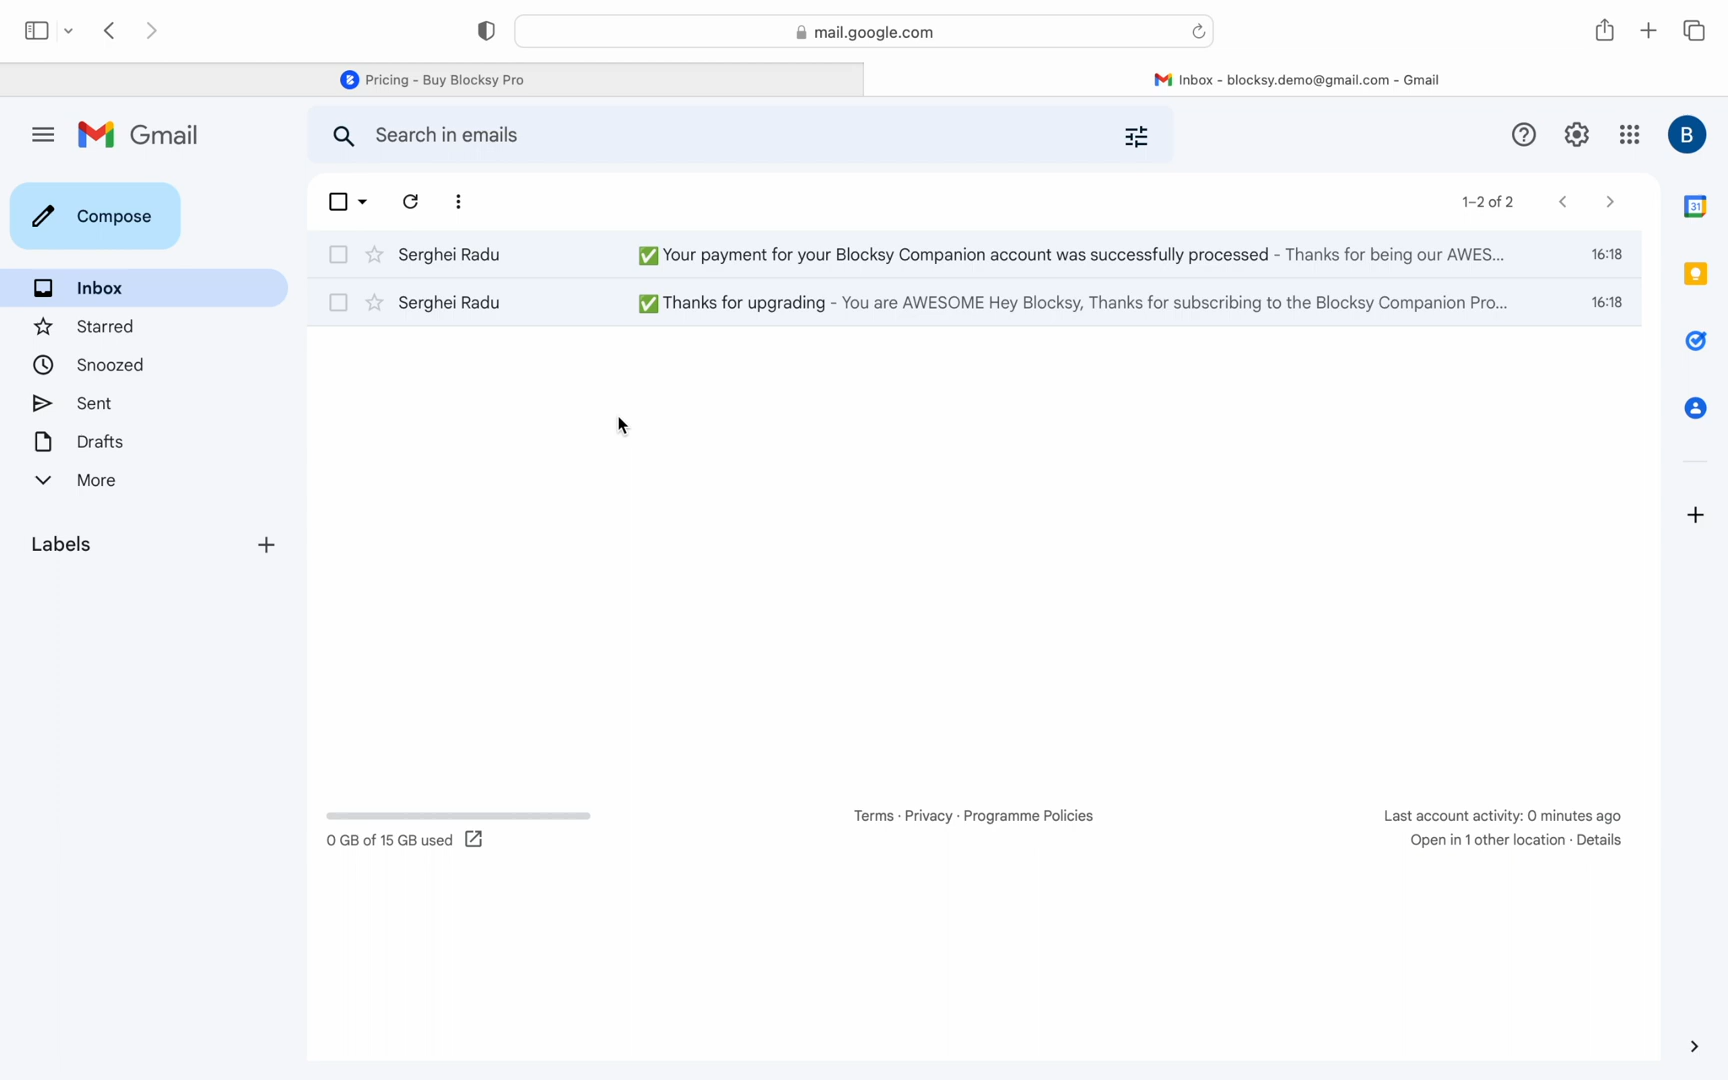 mail.google.com
Pricing - Buy Blocksy Pro
Inbox - blocksy.demo@gmail.com - Gmail
Gmail
Search in emails
B
Compose
1–2 of 2
31
Serghei Radu ✅ Your payment for your Blocksy Companion account was successfully processed - Thanks for being our AWES... 16:18
Inbox
Serghei Radu ✅ Thanks for upgrading - You are AWESOME Hey Blocksy, Thanks for subscribing to the Blocksy Companion Pro... 16:18
Starred
Snoozed
Sent
Drafts
More
Labels
Terms · Privacy · Programme Policies
Last account activity: 0 minutes ago
0 GB of 15 GB used
Open in 1 other location · Details